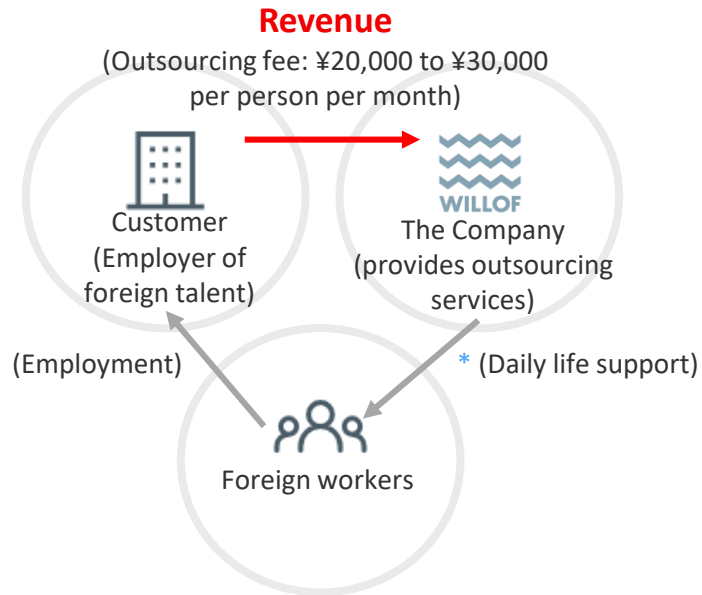 Revenue
(Outsourcing fee: ¥20,000 to ¥30,000
per person per month)
Customer
(Employer of
foreign talent)
WILLOF
The Company
(provides outsourcing
services)
(Employment)
* (Daily life support)
Foreign workers